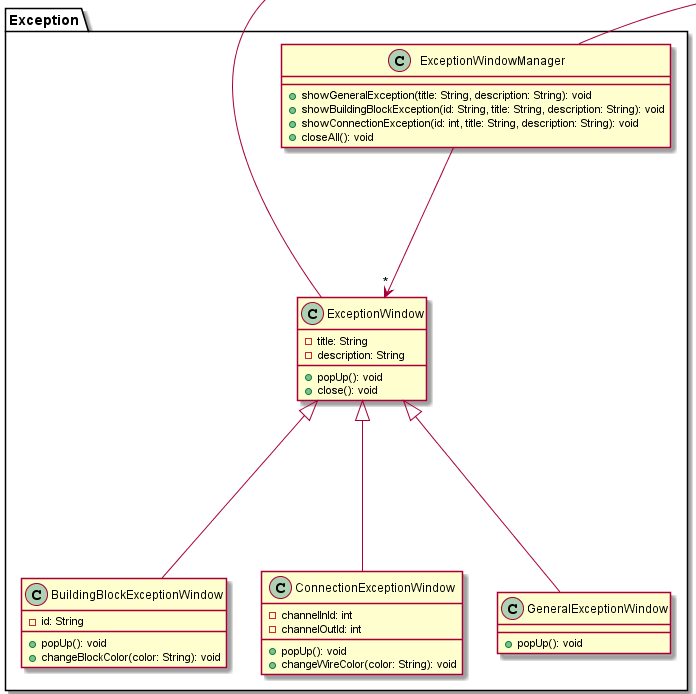 Exception
C ExceptionWindowManager
showGeneralException(title: String, description: String): void
showBuildingBlockException(id: String, title: String, description: String): void
showConnectionException(id: int, title: String, description: String): void
closeAll(): void
*
C ExceptionWindow
title: String
description: String
popUp(): void
close(): void
C BuildingBlockExceptionWindow
id: String
popUp(): void
changeBlockColor(color: String): void
C ConnectionExceptionWindow
channelInId: int
channelOutId: int
popUp(): void
changeWireColor(color: String): void
C GeneralExceptionWindow
popUp(): void